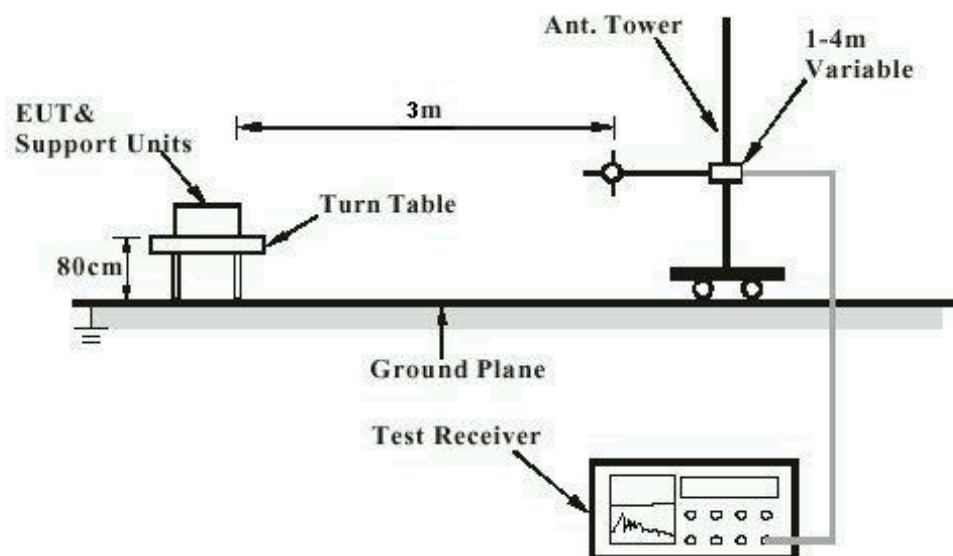 Ant. Tower
1-4m
Variable
EUT&
Support Units
3m
Turn Table
80cm
Ground Plane
Test Receiver